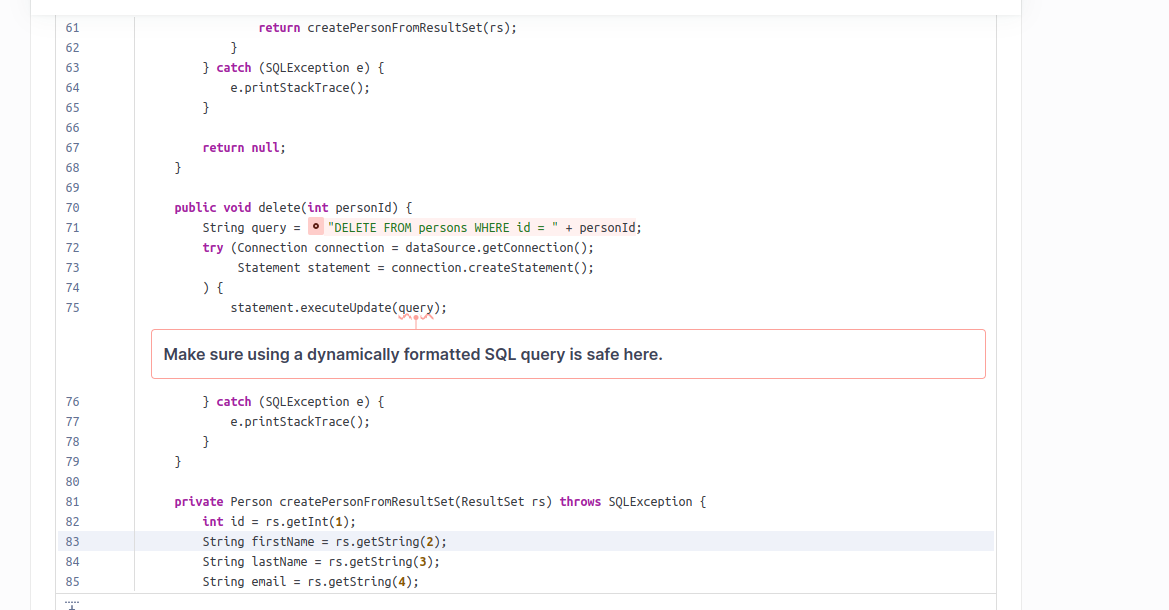 61 return createPersonFromResultSet(rs);
62 }
63 } catch (SQLException e) {
64 e.printStackTrace();
65 }
66
67 return null;
68 }
69
70 public void delete(int personId) {
71 String query = "DELETE FROM persons WHERE id = " + personId;
72 try (Connection connection = dataSource.getConnection();
73 Statement statement = connection.createStatement();
74 ) {
75 statement.executeUpdate(query);
Make sure using a dynamically formatted SQL query is safe here.
76 } catch (SQLException e) {
77 e.printStackTrace();
78 }
79 }
80
81 private Person createPersonFromResultSet(ResultSet rs) throws SQLException {
82 int id = rs.getInt(1);
83 String firstName = rs.getString(2);
84 String lastName = rs.getString(3);
85 String email = rs.getString(4);